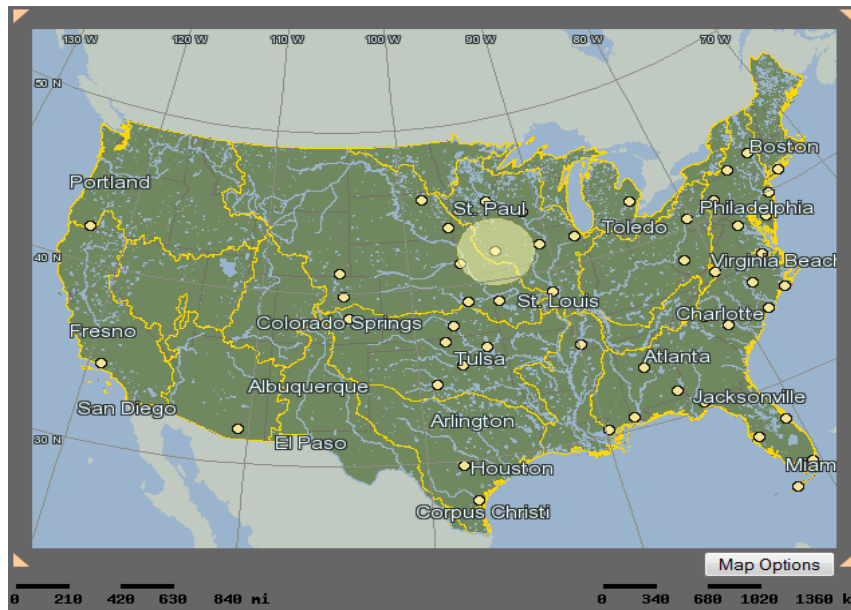 130 W 120 W 110 W 100 W 90 W 80 W 70 W
50 N
Boston
Portland
St. Paul
Philadelphia
Toledo
40 N
Virginia Beach
St. Louis
Colorado Springs
Charlotte
Fresno
Tulsa
Atlanta
Albuquerque
Jacksonville
San Diego
Arlington
30 N
El Paso
Houston
Miam
Corpus Christi
Map Options
0 210 420 630 840 mi
0 340 680 1020 1360 k